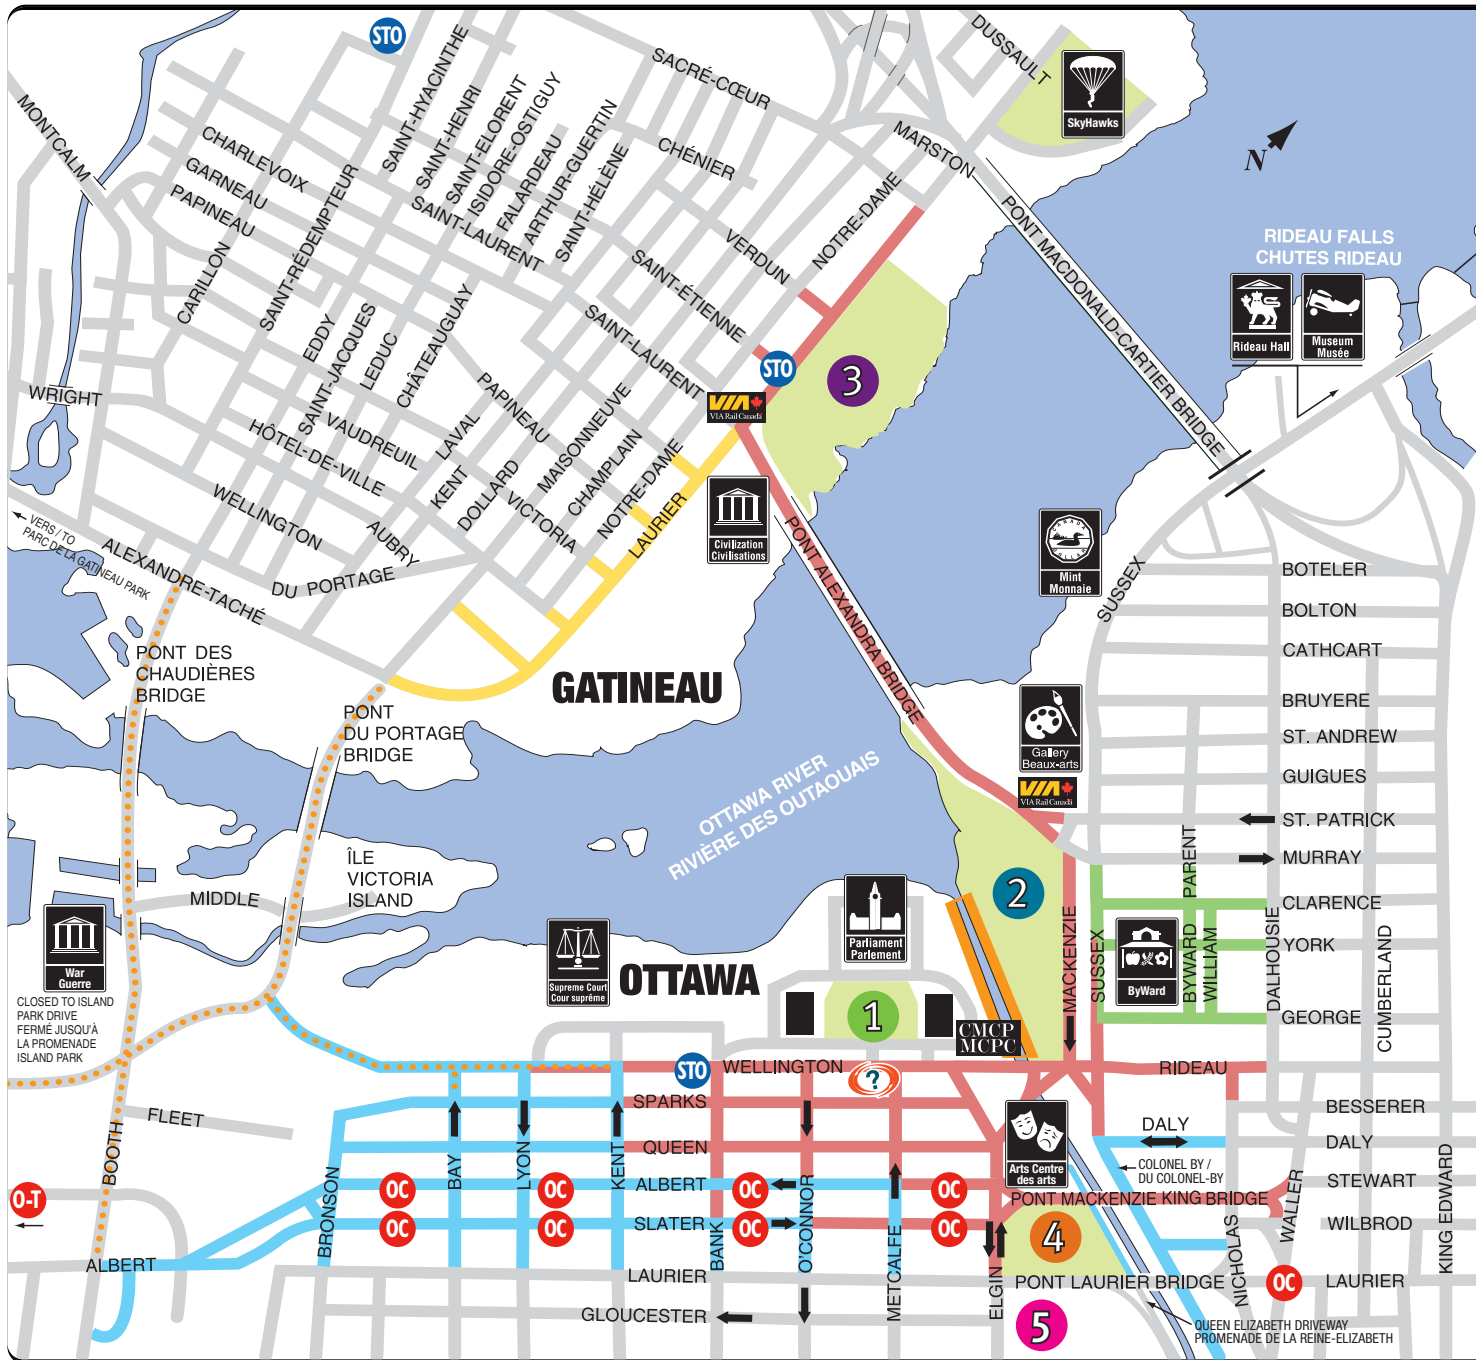 STO
DUSSAULT
SkyHawks
SACRÉ-CŒUR
SAINT-HYACINTHE
SAINT-HENRI
SAINT-FLORENT
ISIDORE-OSTIGUY
FALARDEAU
ARTHUR-GUERTIN
SAINT-HÉLÈNE
MONTCALM
CHARLEVOIX
GARNEAU
PAPINEAU
CHÉNIER
MARSTON
N
CARILLON
SAINT-RÉDEMPTEUR
SAINT-LAURENT
VERDUN
NOTRE-DAME
PONT MACDONALD-CARTIER BRIDGE
RIDEAU FALLS
CHUTES RIDEAU
Rideau Hall
Museum
Musée
EDDY
SAINT-JACQUES
LEDUC
CHÂTEAUGUAY
SAINT-ÉTIENNE
SAINT-LAURENT
STO
3
VIA
VIA Rail Canada
WRIGHT
VAUDREUIL
HÔTEL-DE-VILLE
LAVAL
PAPINEAU
KENT
DOLLARD
MAISONNEUVE
CHAMPLAIN
NOTRE-DAME
VICTORIA
LAURIER
WELLINGTON
AUBRY
DU PORTAGE
VERS / TO
PARC DE LA GATINEAU PARK
ALEXANDRE-TACHÉ
Civilization
Civilisations
PONT ALEXANDRA BRIDGE
CANADA
Mint
Monnaie
SUSSEX
BOTELER
BOLTON
CATHCART
BRUYERE
ST. ANDREW
GUIGUES
ST. PATRICK
MURRAY
CLARENCE
YORK
GEORGE
PONT DES
CHAUDIÈRES
BRIDGE
PONT
DU PORTAGE
BRIDGE
GATINEAU
Gallery
Beaux-arts
VIA
VIA Rail Canada
OTTAWA RIVER
RIVIÈRE DES OUTAOUAIS
ÎLE
VICTORIA
ISLAND
MIDDLE
2
PARENT
BYWARD
WILLIAM
DALHOUSIE
CUMBERLAND
MACKENZIE
SUSSEX
ByWard
War
Guerre
CLOSED TO ISLAND
PARK DRIVE
FERMÉ JUSQU'À
LA PROMENADE
ISLAND PARK
Supreme Court
Cour suprême
OTTAWA
Parliament
Parlement
1
CMCP
MCPC
STO
WELLINGTON
?
RIDEAU
SPARKS
BESSERER
FLEET
DALY
DALY
QUEEN
Arts Centre
des arts
COLONEL BY /
DU COLONEL-BY
BOOTH
BRONSON
BAY
LYON
KENT
BANK
O'CONNOR
METCALFE
ELGIN
NICHOLAS
WALLER
KING EDWARD
O-T
OC
OC
ALBERT
OC
OC
PONT MACKENZIE KING BRIDGE
STEWART
OC
OC
SLATER
OC
OC
4
WILBROD
ALBERT
LAURIER
PONT LAURIER BRIDGE
OC
LAURIER
GLOUCESTER
5
QUEEN ELIZABETH DRIVEWAY
PROMENADE DE LA REINE-ELIZABETH